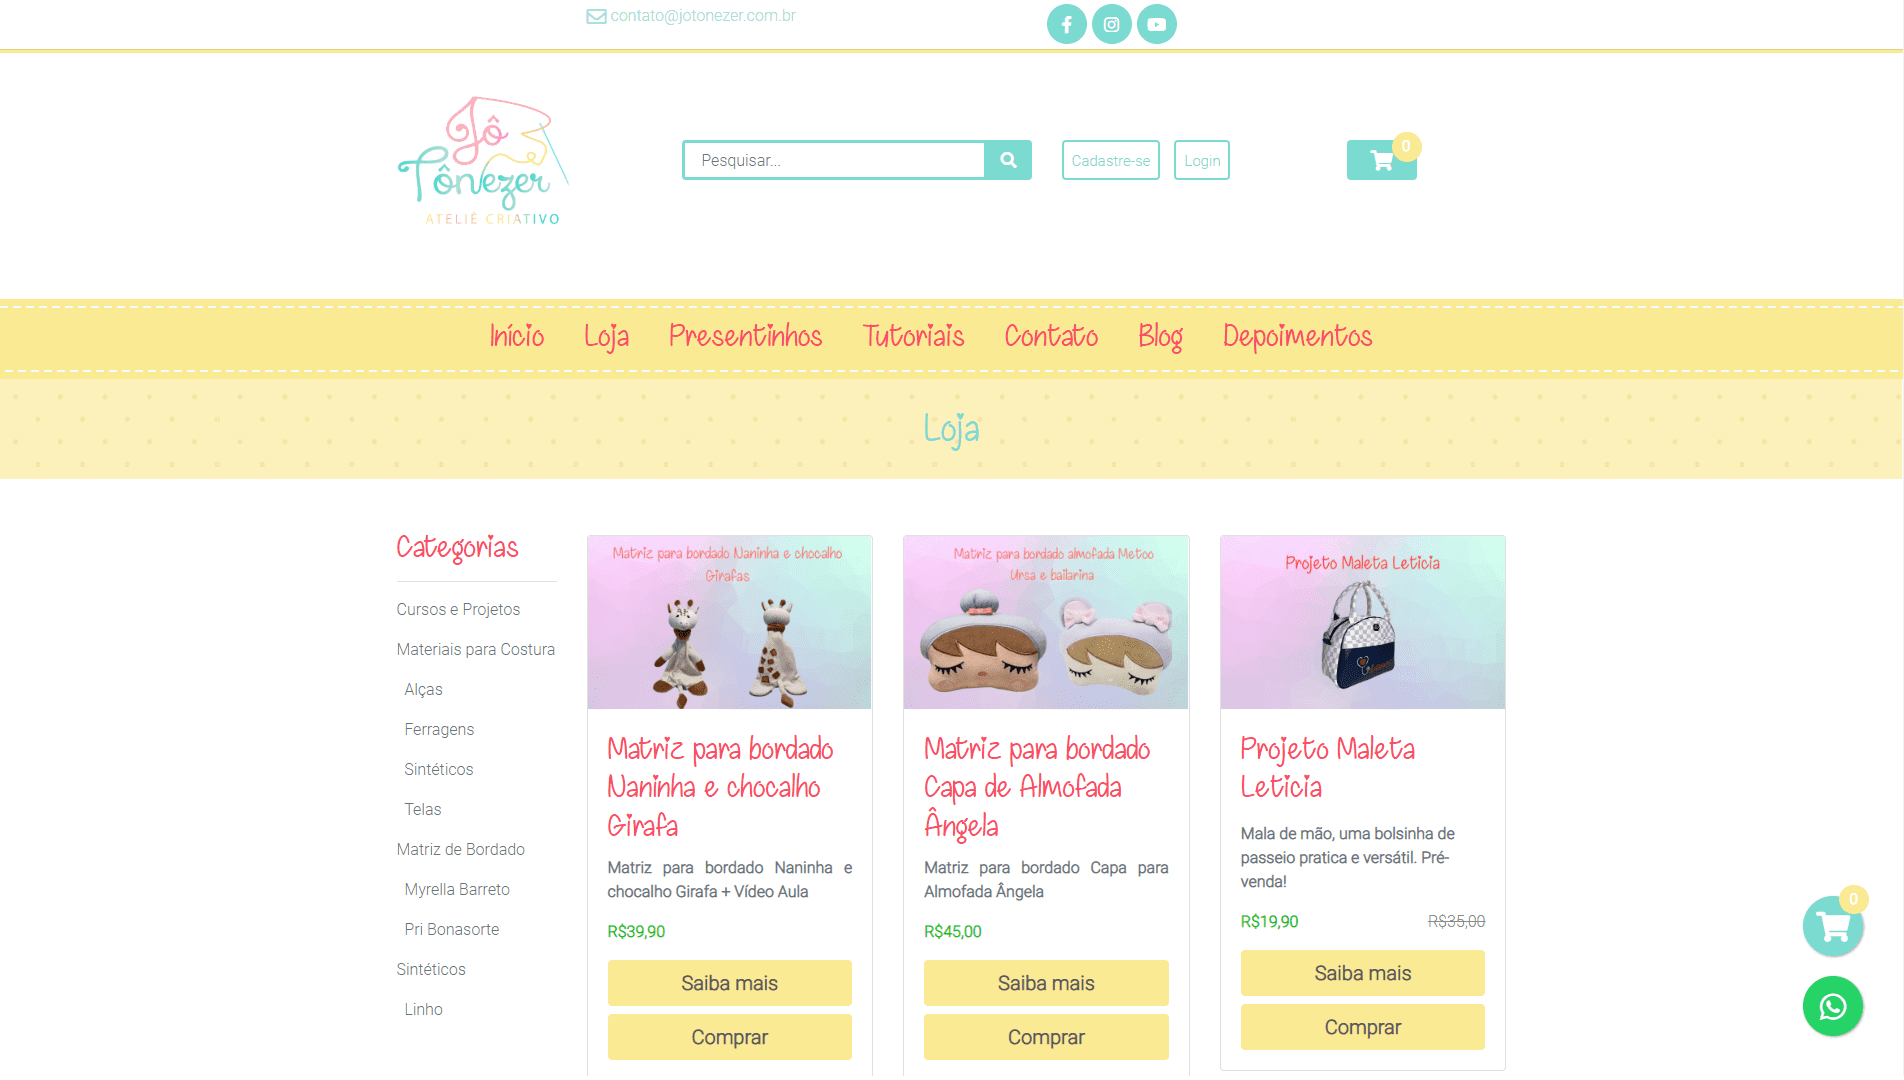 contato@jotonezer.com.br
Jô
Tônezer
ATELIÊ CRIATIVO
Pesquisar...
Cadastre-se
Login
0
Início
Loja
Presentinhos
Tutoriais
Contato
Blog
Depoimentos
Loja
Categorias
Cursos e Projetos
Materiais para Costura
Alças
Ferragens
Sintéticos
Telas
Matriz de Bordado
Myrella Barreto
Pri Bonasorte
Sintéticos
Linho
Matriz para bordado Naninha e chocalho
Girafas
Matriz para bordado
Naninha e chocalho
Girafa
Matriz para bordado Naninha e
chocalho Girafa + Vídeo Aula
R$39,90
Saiba mais
Comprar
Matriz para bordado almofada Metoo
Ursa e bailarina
Matriz para bordado
Capa de Almofada
Ângela
Matriz para bordado Capa para
Almofada Ângela
R$45,00
Saiba mais
Comprar
Projeto Maleta Leticia
Projeto Maleta
Leticia
Mala de mão, uma bolsinha de
passeio pratica e versátil. Pré-
venda!
R$19,90 R$35,00
Saiba mais
Comprar
0